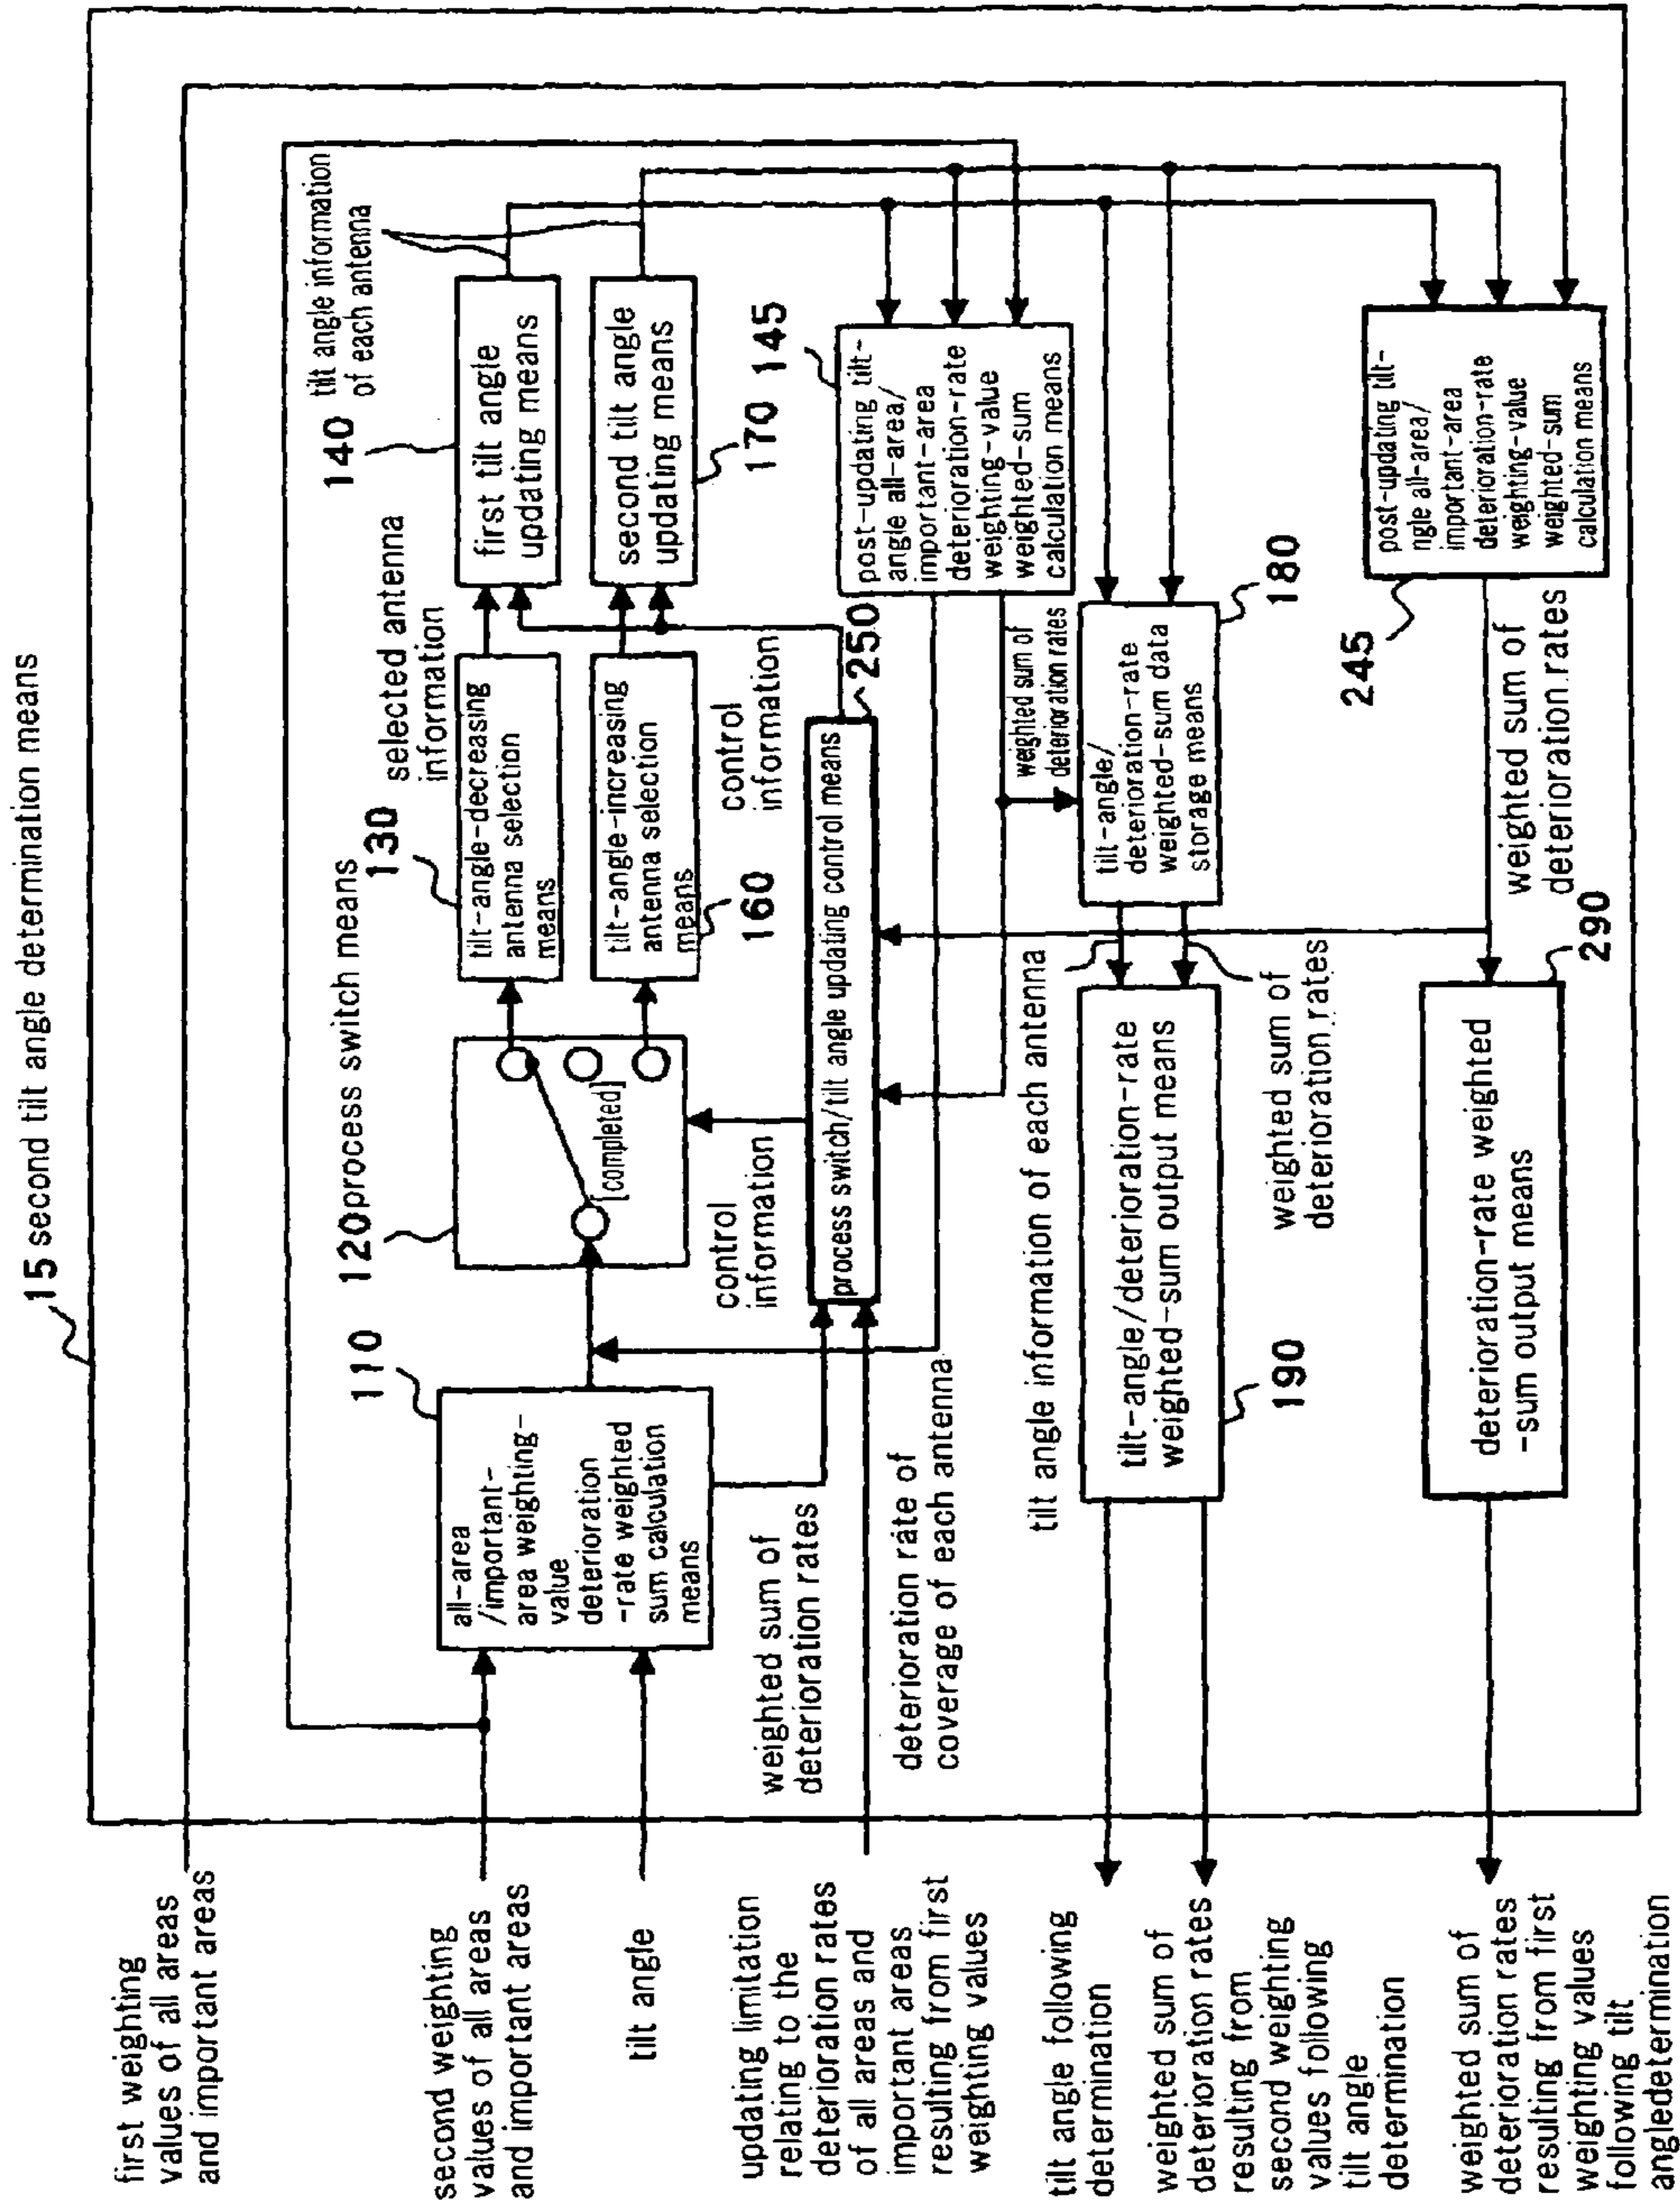 15 second tilt angle determination means
first weighting
values of all areas
and important areas
second weighting
values of all areas
and important areas
tilt angle
updating limitation
relating to the
deterioration rates
of all areas and
important areas
resulting from first
weighting values
tilt angle following
determination
weighted sum of
deterioration rates
resulting from
second weighting
values following
tilt angle
determination
weighted sum of
deterioration rates
resulting from first
weighting values
following tilt
angledetermination
110
all-area
/important-
area weighting-
value
deterioration
-rate weighted
sum calculation
means
120 process switch means
[completed]
130
tilt-angle-decreasing
antenna selection
means
selected antenna
information
140
first tilt angle
updating means
tilt angle information
of each antenna
tilt-angle-increasing
antenna selection
means
160
second tilt angle
updating means
170
control
information
control
information
process switch/tilt angle updating control means
250
145
post-updating tilt-
angle all-area/
important-area
deterioration-rate
weighting-value
weighted-sum
calculation means
weighted sum of
deterioration rates
deterioration rate of
coverage of each antenna
weighted sum of
deterioration rates
tilt-angle/
deterioration-rate
weighted-sum data
storage means
180
tilt angle information of each antenna
tilt-angle/deterioration-rate
weighted-sum output means
190
weighted sum of
deterioration rates
post-updating tilt-
ngle all-area/
important-area
deterioration-rate
weighting-value
weighted-sum
calculation means
245
weighted sum of
deterioration rates
deterioration-rate weighted
-sum output means
290